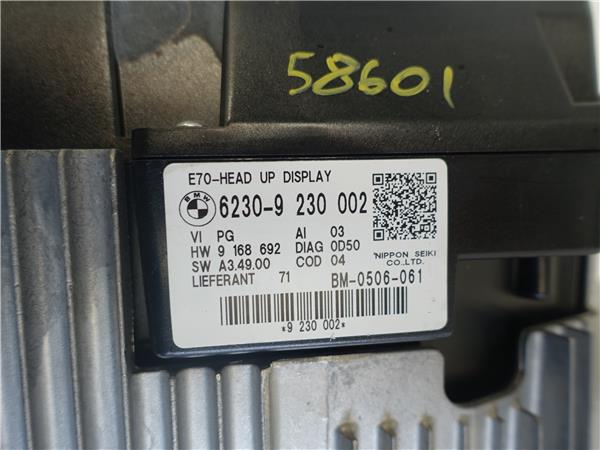 58601
E70-HEAD UP DISPLAY
BMW 6230-9 230 002
VI PG AI 03
HW 9 168 692 DIAG 0D50
SW A3.49.00 COD 04
LIEFERANT 71
NIPPON SEIKI
CO.,LTD.
BM-0506-061
*9 230 002*